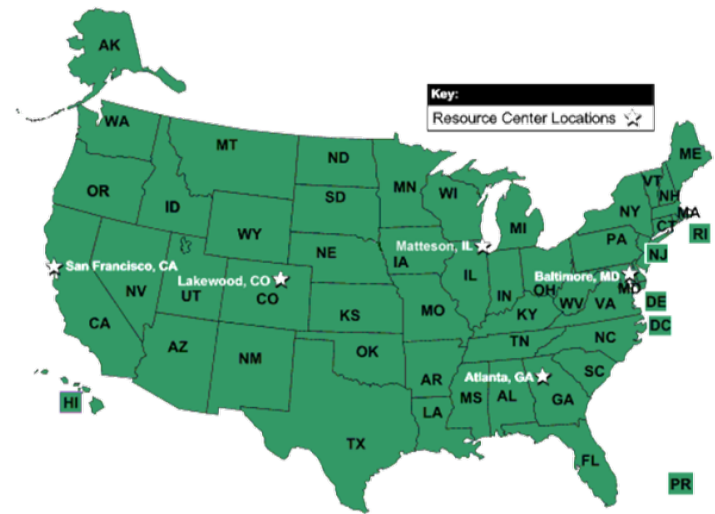 AK
Key:
Resource Center Locations
WA
MT
ND
MN
WI
MI
VT
NH
ME
OR
ID
SD
NY
MA
CT
RI
WY
Matteson, IL
IA
PA
NJ
San Francisco, CA
Lakewood, CO
NE
Baltimore, MD
NV
UT
CO
IL
IN
OH
MD
DE
WV
VA
DC
CA
KS
MO
KY
AZ
NM
OK
TN
NC
AR
Atlanta, GA
SC
HI
LA
MS
AL
GA
TX
FL
PR